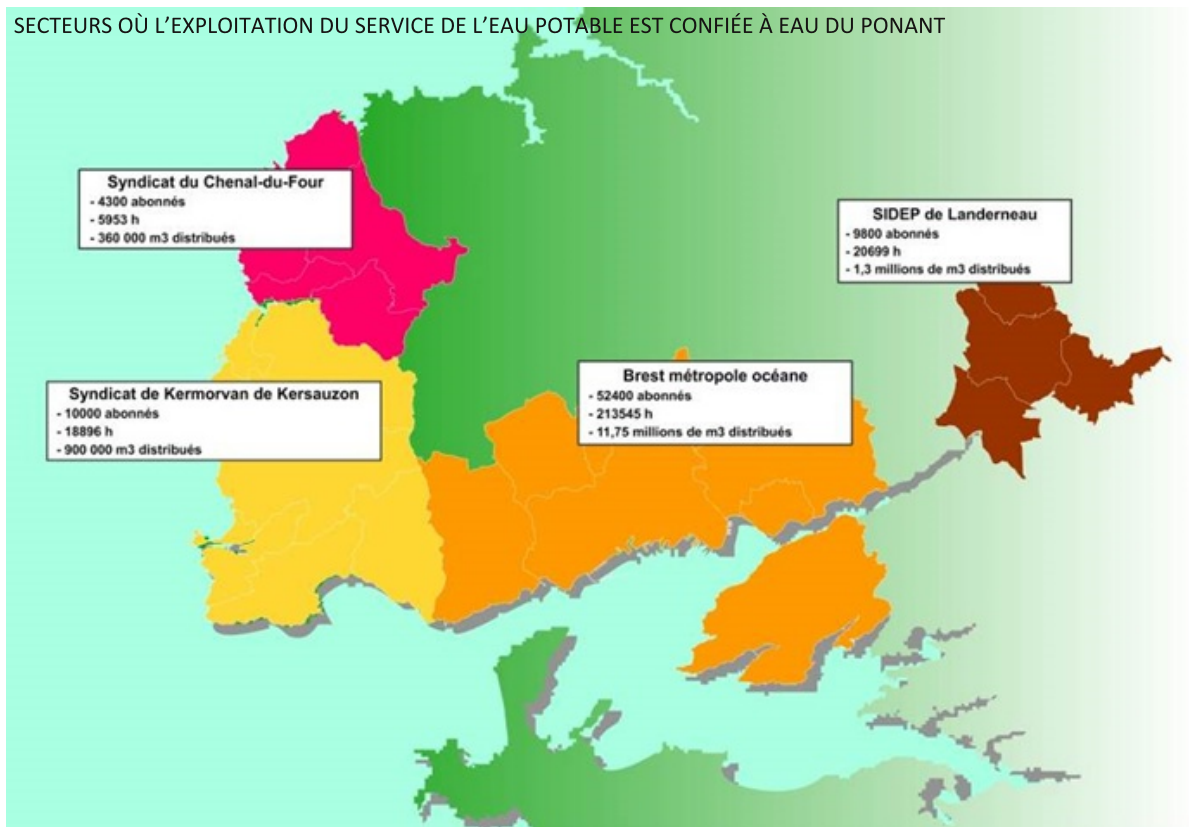 SECTEURS OÙ L'EXPLOITATION DU SERVICE DE L'EAU POTABLE EST CONFIÉE À EAU DU PONANT
Syndicat du Chenal-du-Four
- 4300 abonnés
- 5953 h
- 360 000 m3 distribués
SIDEP de Landerneau
- 9800 abonnés
- 20699 h
- 1,3 millions de m3 distribués
Brest métropole océane
- 52400 abonnés
- 213545 h
- 11,75 millions de m3 distribués
Syndicat de Kermorvan de Kersauzon
- 10000 abonnés
- 18896 h
- 900 000 m3 distribués